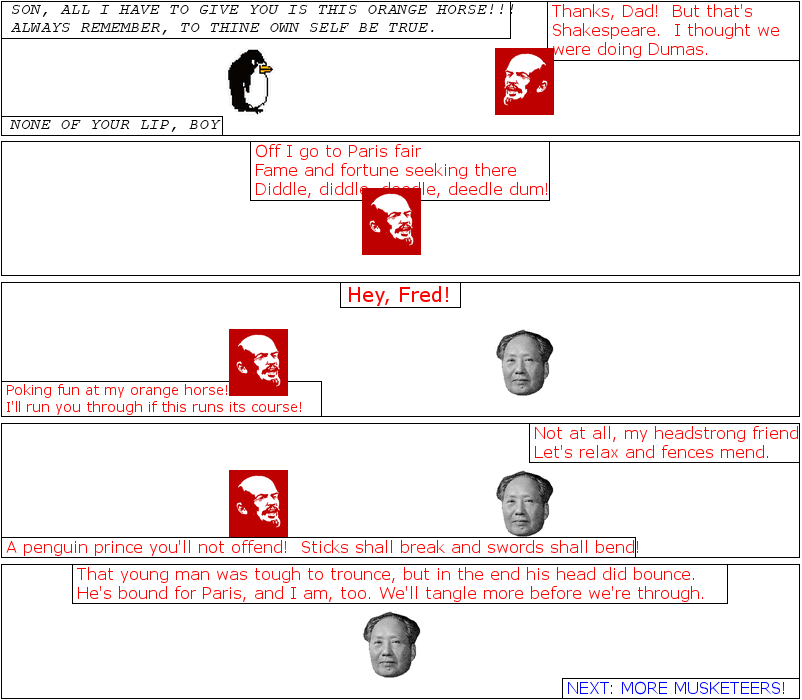 SON, ALL I HAVE TO GIVE YOU IS THIS ORANGE HORSE!!!
ALWAYS REMEMBER, TO THINE OWN SELF BE TRUE.
Thanks, Dad! But that's
Shakespeare. I thought we
were doing Dumas.
NONE OF YOUR LIP, BOY
Off I go to Paris fair
Fame and fortune seeking there
Diddle, diddle, deedle, deedle dum!
Hey, Fred!
Poking fun at my orange horse!
I'll run you through if this runs its course!
Not at all, my headstrong friend
Let's relax and fences mend.
A penguin prince you'll not offend! Sticks shall break and swords shall bend!
That young man was tough to trounce, but in the end his head did bounce.
He's bound for Paris, and I am, too. We'll tangle more before we're through.
NEXT: MORE MUSKETEERS!